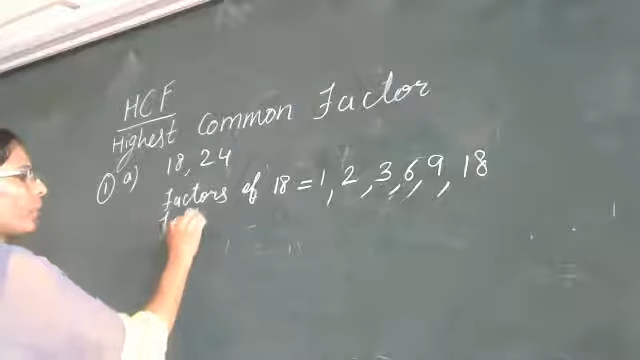 HCF
Highest Common Factor
① a) 18, 24
Factors of 18 = 1, 2, 3, 6, 9, 18